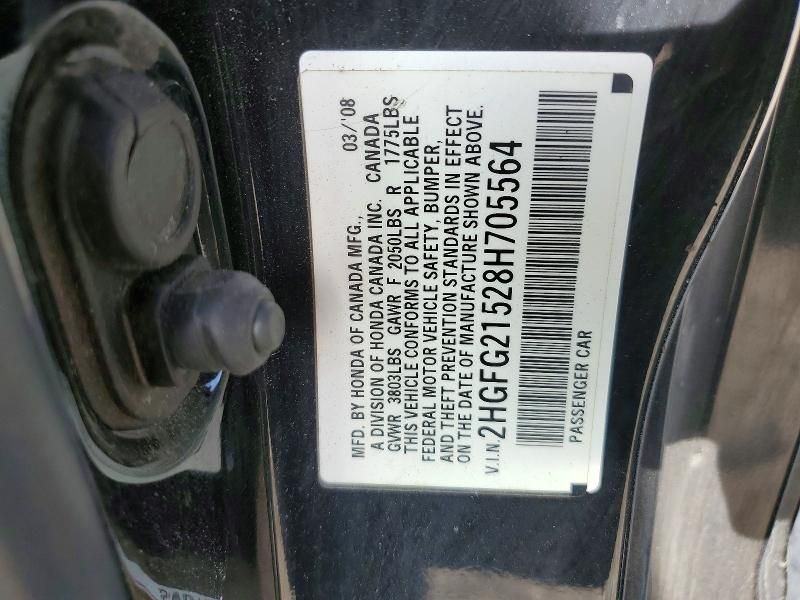 MFD. BY HONDA OF CANADA MFG., 03/'08
A DIVISION OF HONDA CANADA INC. CANADA
GVWR 3803LBS GAWR F 2050LBS R 1775LBS
THIS VEHICLE CONFORMS TO ALL APPLICABLE
FEDERAL MOTOR VEHICLE SAFETY, BUMPER,
AND THEFT PREVENTION STANDARDS IN EFFECT
ON THE DATE OF MANUFACTURE SHOWN ABOVE.
V.I.N. 2HGFG21528H705564
PASSENGER CAR